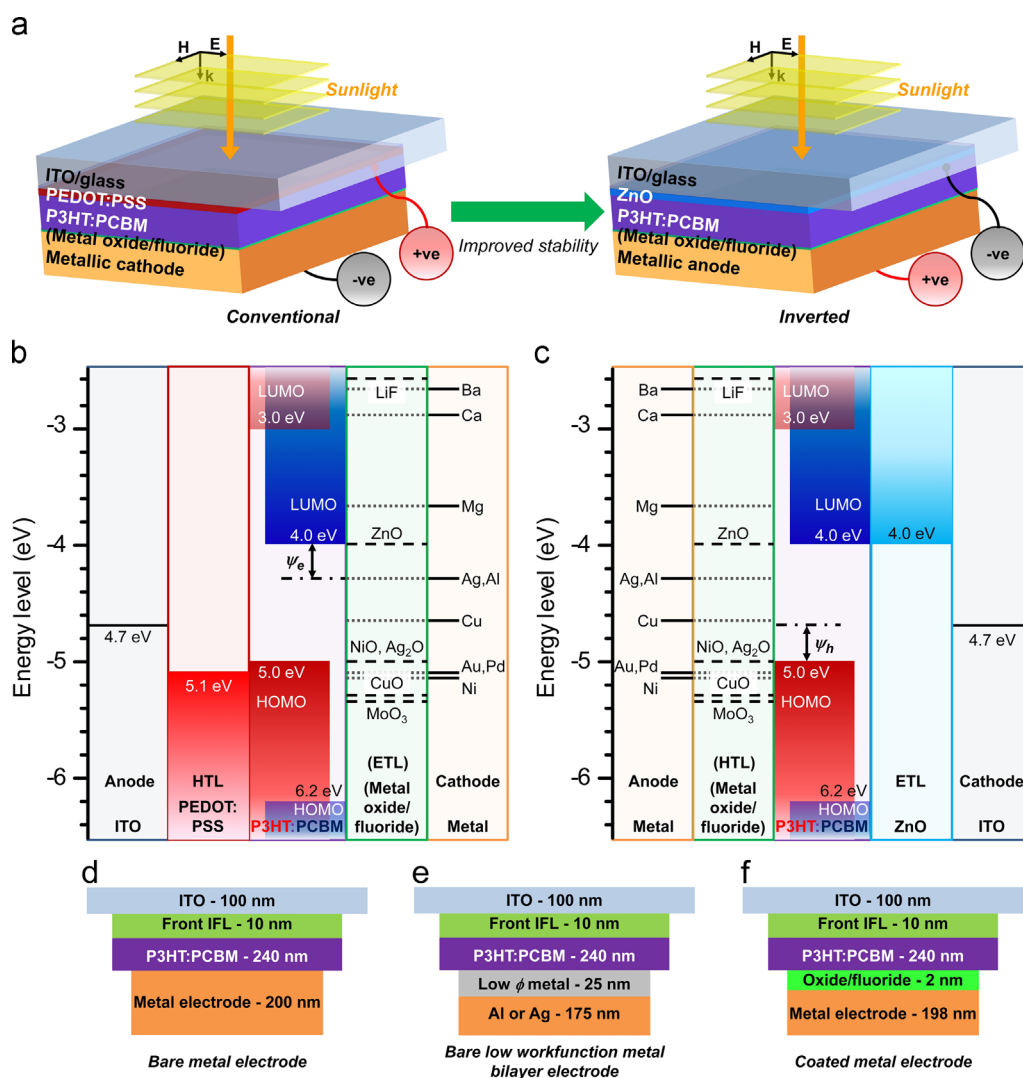 a
H
E
k
Sunlight
ITO/glass
PEDOT:PSS
P3HT:PCBM
(Metal oxide/fluoride)
Metallic cathode
+ve
-ve
Conventional
Improved stability
H
E
k
Sunlight
ITO/glass
ZnO
P3HT:PCBM
(Metal oxide/fluoride)
Metallic anode
-ve
+ve
Inverted
b
Energy level (eV)
-3
-4
-5
-6
4.7 eV
Anode
ITO
5.1 eV
HTL
PEDOT:
PSS
LUMO
3.0 eV
LUMO
4.0 eV
ψe
5.0 eV
HOMO
6.2 eV
HOMO
P3HT:PCBM
LiF
ZnO
NiO, Ag2O
CuO
MoO3
(ETL)
(Metal
oxide/
fluoride)
Ba
Ca
Mg
Ag,Al
Cu
Au,Pd
Ni
Cathode
Metal
c
Energy level (eV)
-3
-4
-5
-6
Ba
Ca
Mg
Ag,Al
Cu
Au,Pd
Ni
Anode
Metal
LiF
ZnO
NiO, Ag2O
CuO
MoO3
(HTL)
(Metal
oxide/
fluoride)
LUMO
3.0 eV
LUMO
4.0 eV
ψh
5.0 eV
HOMO
6.2 eV
HOMO
P3HT:PCBM
4.0 eV
ETL
ZnO
4.7 eV
Cathode
ITO
d
ITO - 100 nm
Front IFL - 10 nm
P3HT:PCBM - 240 nm
Metal electrode - 200 nm
Bare metal electrode
e
ITO - 100 nm
Front IFL - 10 nm
P3HT:PCBM - 240 nm
Low ϕ metal - 25 nm
Al or Ag - 175 nm
Bare low workfunction metal
bilayer electrode
f
ITO - 100 nm
Front IFL - 10 nm
P3HT:PCBM - 240 nm
Oxide/fluoride - 2 nm
Metal electrode - 198 nm
Coated metal electrode